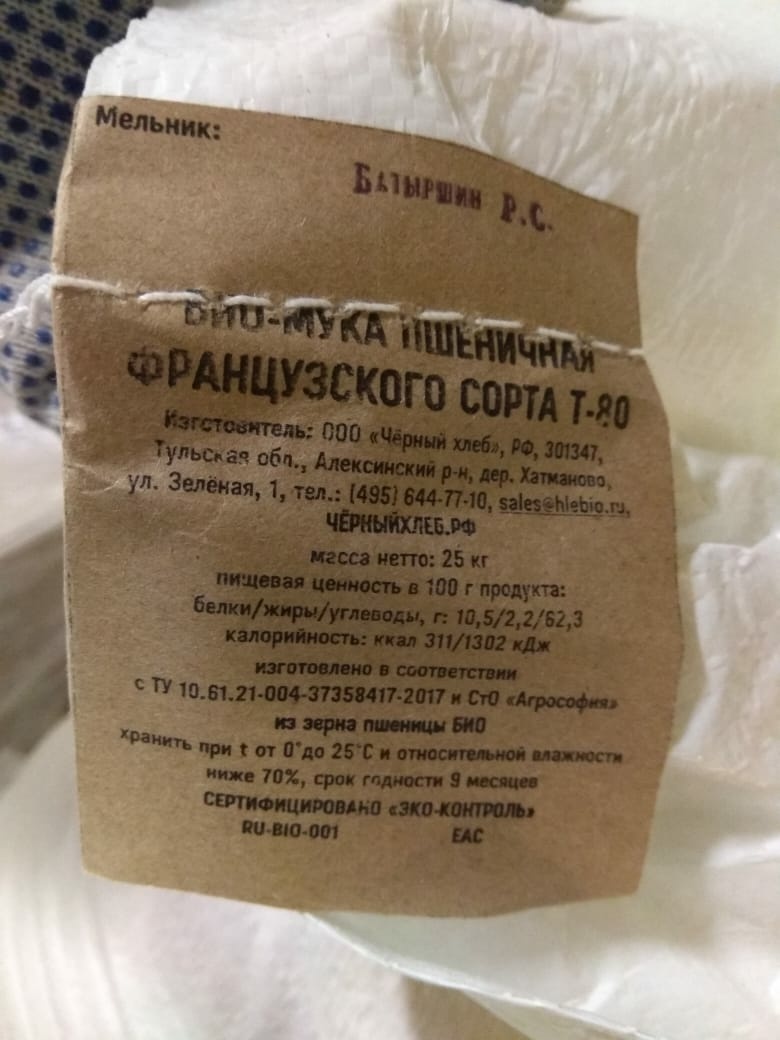 Мельник:
Батыршин Р.С.
БИО-МУКА ПШЕНИЧНАЯ
ФРАНЦУЗСКОГО СОРТА Т-80
Изготовитель: ООО «Чёрный хлеб», РФ, 301347,
Тульская обл., Алексинский р-н, дер. Хатманово,
ул. Зелёная, 1, тел.: (495) 644-77-10, sales@hlebio.ru,
ЧЁРНЫЙХЛЕБ.РФ
масса нетто: 25 кг
пищевая ценность в 100 г продукта:
белки/жиры/углеводы, г: 10,5/2,2/62,3
калорийность: ккал 311/1302 кДж
изготовлено в соответствии
с ТУ 10.61.21-004-37358417-2017 и СтО «Агрософия»
из зерна пшеницы БИО
хранить при t от 0°до 25°С и относительной влажности
ниже 70%, срок годности 9 месяцев
СЕРТИФИЦИРОВАНО «ЭКО-КОНТРОЛЬ»
RU-BIO-001 ЕАС